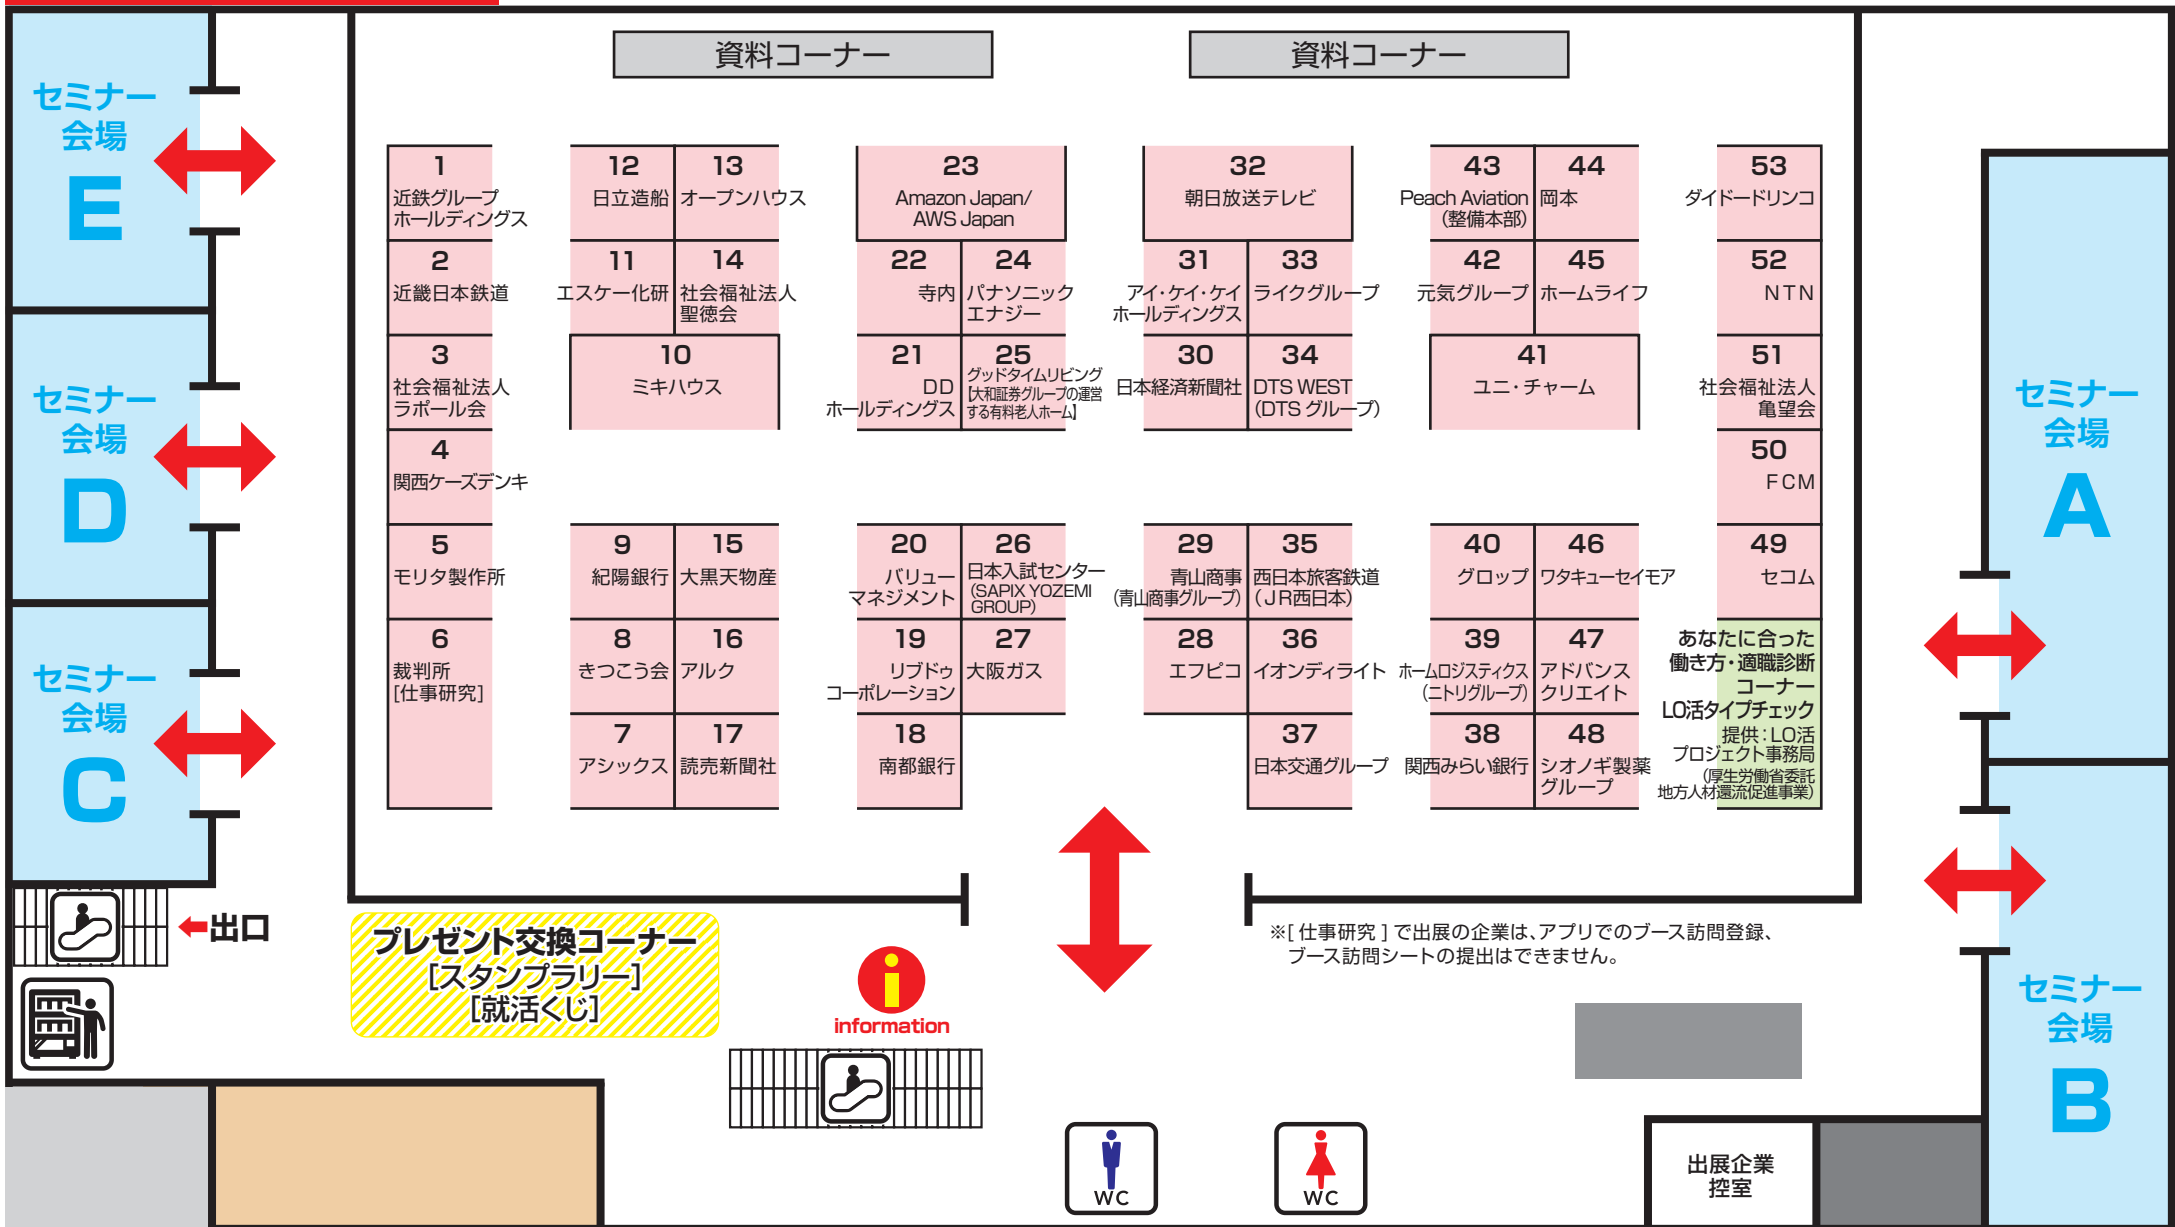 資料コーナー
資料コーナー
セミナー
会場
E
セミナー
会場
D
セミナー
会場
C
1
近鉄グループ
ホールディングス
2
近畿日本鉄道
3
社会福祉法人
ラポール会
4
関西ケーズデンキ
5
モリタ製作所
6
裁判所
[仕事研究]
12
日立造船
13
オープンハウス
11
エスケー化研
14
社会福祉法人
聖徳会
10
ミキハウス
9
紀陽銀行
15
大黒天物産
8
きつこう会
16
アルク
7
アシックス
17
読売新聞社
23
Amazon Japan/
AWS Japan
22
寺内
24
パナソニック
エナジー
21
DD
ホールディングス
25
グッドタイムリビング
【大和証券グループの運営
する有料老人ホーム】
20
バリュー
マネジメント
26
日本入試センター
(SAPIX YOZEMI
GROUP)
19
リブドゥ
コーポレーション
27
大阪ガス
18
南都銀行
32
朝日放送テレビ
31
アイ・ケイ・ケイ
ホールディングス
33
ライクグループ
30
日本経済新聞社
34
DTS WEST
(DTS グループ)
29
青山商事
(青山商事グループ)
35
西日本旅客鉄道
(JR西日本)
28
エフピコ
36
イオンディライト
37
日本交通グループ
43
Peach Aviation
(整備本部)
44
岡本
42
元気グループ
45
ホームライフ
41
ユニ・チャーム
40
グロップ
46
ワタキューセイモア
39
ホームロジスティクス
(ニトリグループ)
47
アドバンス
クリエイト
38
関西みらい銀行
48
シオノギ製薬
グループ
53
ダイドードリンコ
52
NTN
51
社会福祉法人
亀望会
50
FCM
49
セコム
あなたに合った
働き方・適職診断
コーナー
LO活タイプチェック
提供：LO活
プロジェクト事務局
(厚生労働省委託
地方人材還流促進事業)
セミナー
会場
A
セミナー
会場
B
出口
プレゼント交換コーナー
[スタンプラリー]
[就活くじ]
i
information
※[ 仕事研究 ] で出展の企業は、アプリでのブース訪問登録、
ブース訪問シートの提出はできません。
WC
WC
出展企業
控室